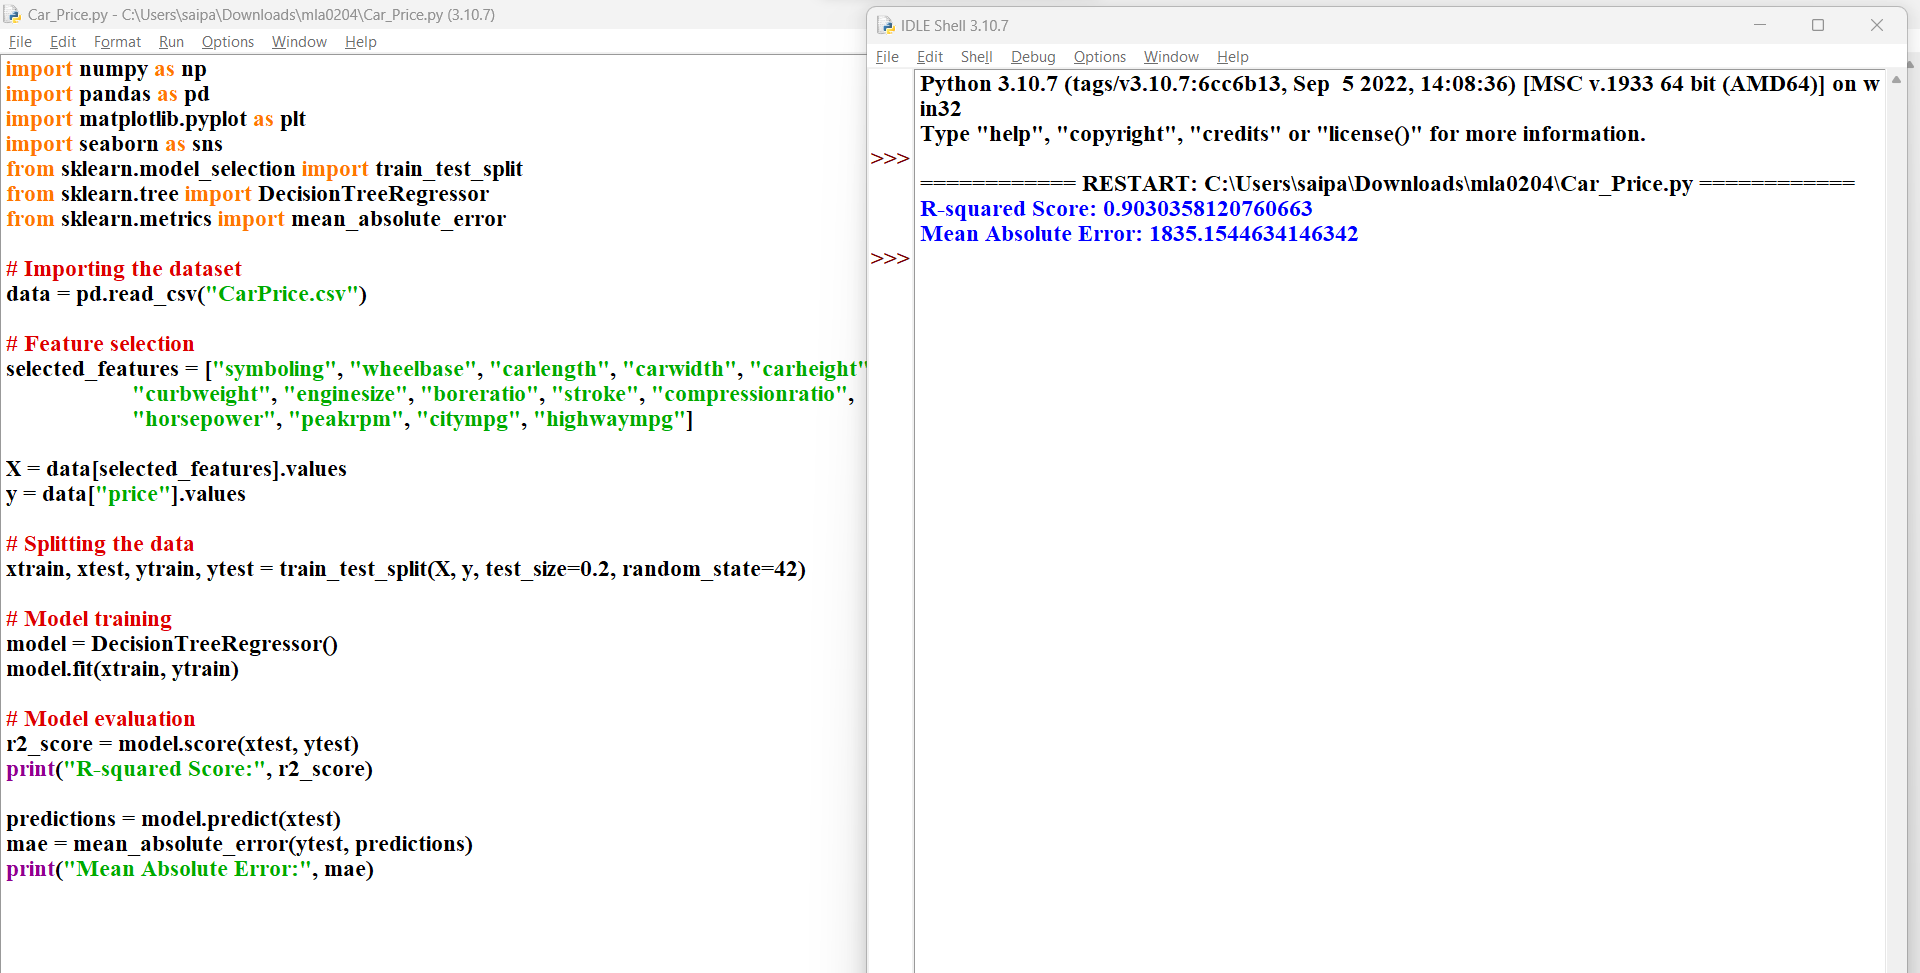 Car_Price.py - C:\Users\saipa\Downloads\mla0204\Car_Price.py (3.10.7)
File Edit Format Run Options Window Help
import numpy as np
import pandas as pd
import matplotlib.pyplot as plt
import seaborn as sns
from sklearn.model_selection import train_test_split
from sklearn.tree import DecisionTreeRegressor
from sklearn.metrics import mean_absolute_error
# Importing the dataset
data = pd.read_csv("CarPrice.csv")
# Feature selection
selected_features = ["symboling", "wheelbase", "carlength", "carwidth", "carheight"
"curbweight", "enginesize", "boreratio", "stroke", "compressionratio",
"horsepower", "peakrpm", "citympg", "highwaympg"]
X = data[selected_features].values
y = data["price"].values
# Splitting the data
xtrain, xtest, ytrain, ytest = train_test_split(X, y, test_size=0.2, random_state=42)
# Model training
model = DecisionTreeRegressor()
model.fit(xtrain, ytrain)
# Model evaluation
r2_score = model.score(xtest, ytest)
print("R-squared Score:", r2_score)
predictions = model.predict(xtest)
mae = mean_absolute_error(ytest, predictions)
print("Mean Absolute Error:", mae)
IDLE Shell 3.10.7
File Edit Shell Debug Options Window Help
Python 3.10.7 (tags/v3.10.7:6cc6b13, Sep  5 2022, 14:08:36) [MSC v.1933 64 bit (AMD64)] on w
in32
Type "help", "copyright", "credits" or "license()" for more information.
>>>
============ RESTART: C:\Users\saipa\Downloads\mla0204\Car_Price.py ============
R-squared Score: 0.9030358120760663
Mean Absolute Error: 1835.1544634146342
>>>